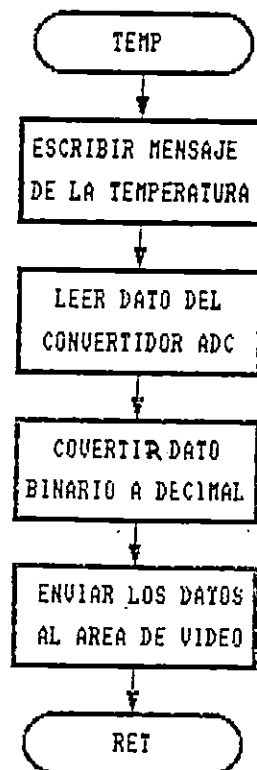 TEMP
ESCRIBIR MENSAJE
DE LA TEMPERATURA
LEER DATO DEL
CONVERTIDOR ADC
COVERTIR DATO
BINARIO A DECIMAL
ENVIAR LOS DATOS
AL AREA DE VIDEO
RET